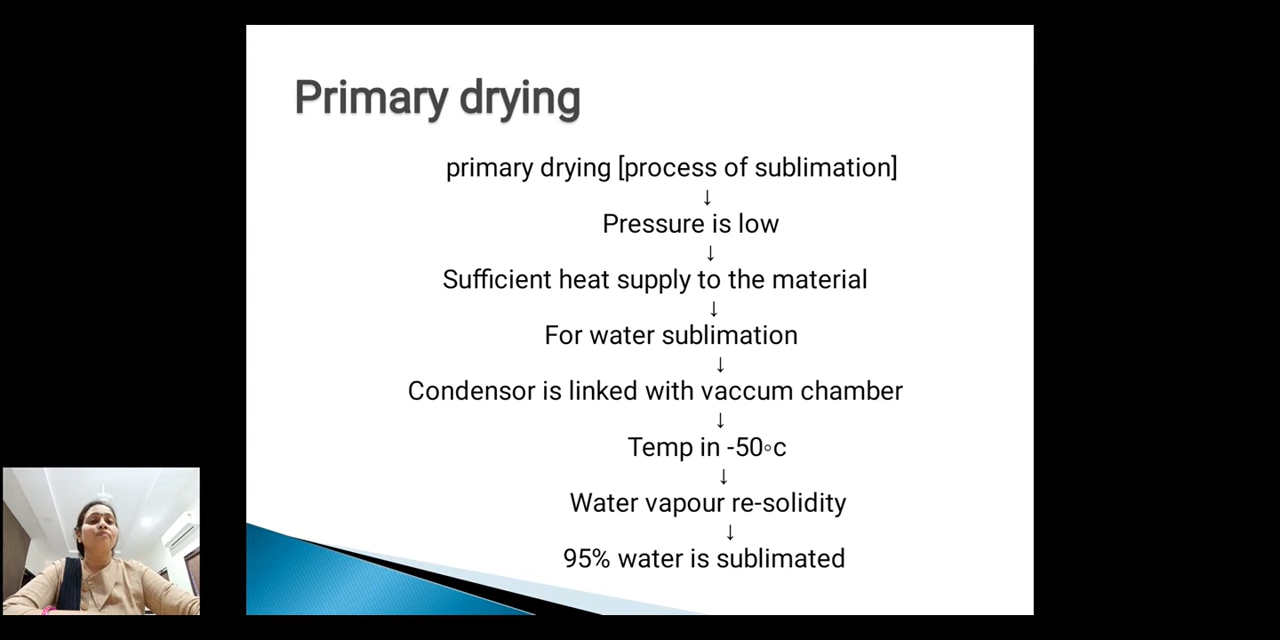 Primary drying
primary drying [process of sublimation]
↓
Pressure is low
↓
Sufficient heat supply to the material
↓
For water sublimation
↓
Condensor is linked with vaccum chamber
↓
Temp in -50◦c
↓
Water vapour re-solidity
↓
95% water is sublimated